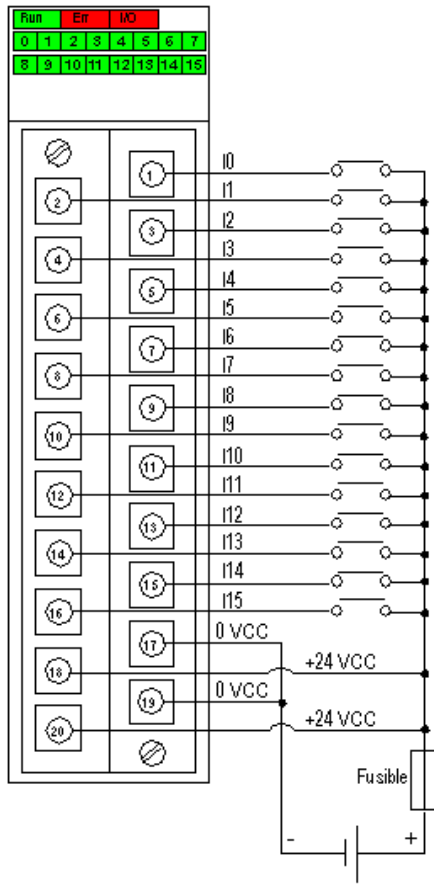 Run Err I/O
0 1 2 3 4 5 6 7
8 9 10 11 12 13 14 15
1 I0
2 I1
3 I2
4 I3
5 I4
6 I5
7 I6
8 I7
9 I8
10 I9
11 I10
12 I11
13 I12
14 I13
15 I14
16 I15
17 0 VCC
18 +24 VCC
19 0 VCC
20 +24 VCC
Fusible
- +